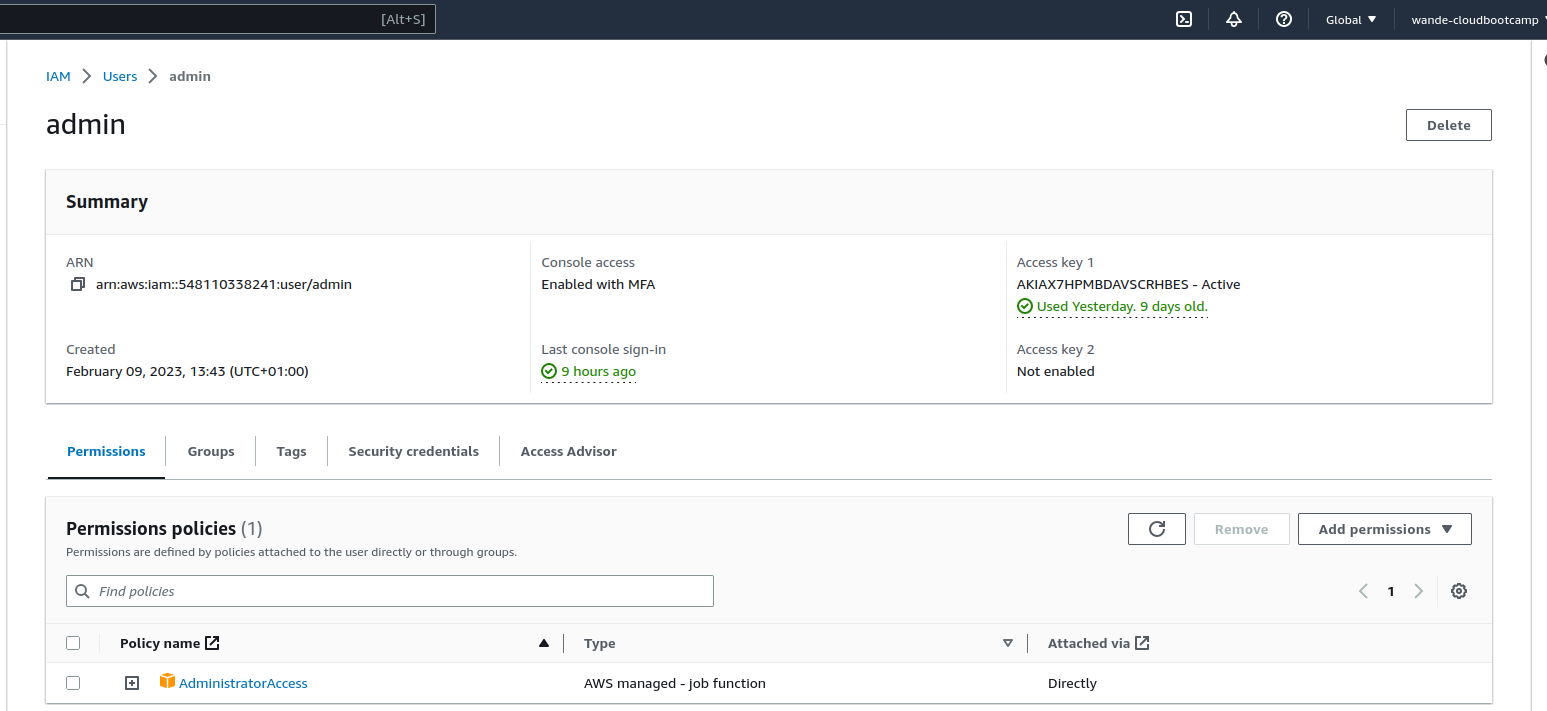 [Alt+S]
Global
wande-cloudbootcamp
IAM
Users
admin
admin
Delete
Summary
ARN
arn:aws:iam::548110338241:user/admin
Console access
Enabled with MFA
Access key 1
AKIAX7HPMBDAVSCRHBES - Active
Used Yesterday. 9 days old.
Created
February 09, 2023, 13:43 (UTC+01:00)
Last console sign-in
9 hours ago
Access key 2
Not enabled
Permissions
Groups
Tags
Security credentials
Access Advisor
Permissions policies (1)
Permissions are defined by policies attached to the user directly or through groups.
Remove
Add permissions
Find policies
1
Policy name
Type
Attached via
AdministratorAccess
AWS managed - job function
Directly